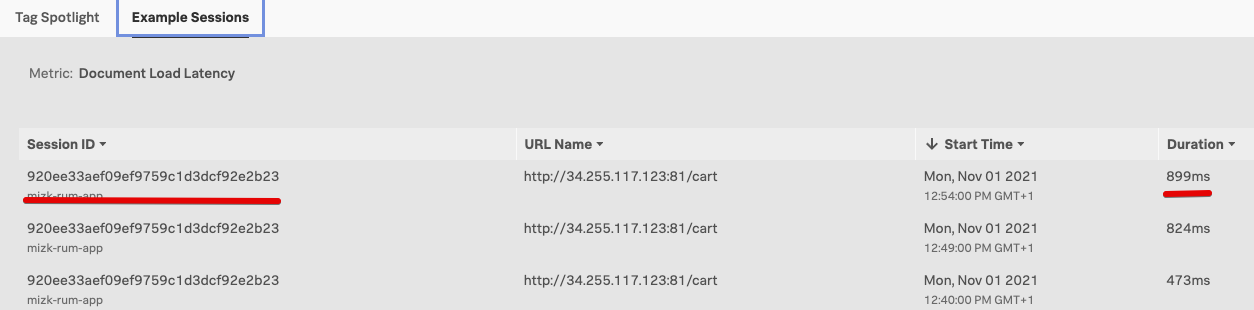 Tag Spotlight Example Sessions
Metric: Document Load Latency
Session ID URL Name Start Time Duration
920ee33aef09ef9759c1d3dcf92e2b23 http://34.255.117.123:81/cart Mon, Nov 01 2021 899ms
mizk-rum-app 12:54:00 PM GMT+1
920ee33aef09ef9759c1d3dcf92e2b23 http://34.255.117.123:81/cart Mon, Nov 01 2021 824ms
mizk-rum-app 12:49:00 PM GMT+1
920ee33aef09ef9759c1d3dcf92e2b23 http://34.255.117.123:81/cart Mon, Nov 01 2021 473ms
mizk-rum-app 12:40:00 PM GMT+1